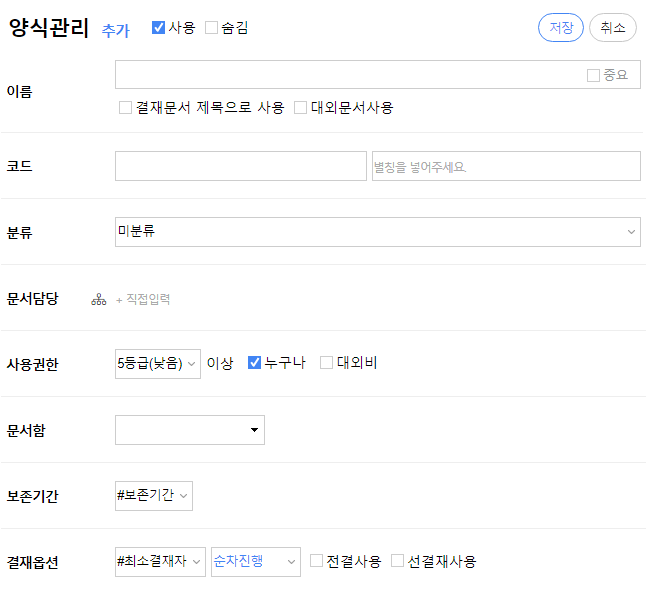 양식관리 추가 사용 숨김 저장 취소
중요
이름
결재문서 제목으로 사용 대외문서사용
코드 별칭을 넣어주세요.
분류 미분류
문서담당 + 직접입력
사용권한 5등급(낮음) 이상 누구나 대외비
문서함
보존기간 #보존기간
결재옵션 #최소결재자 순차진행 전결사용 선결재사용